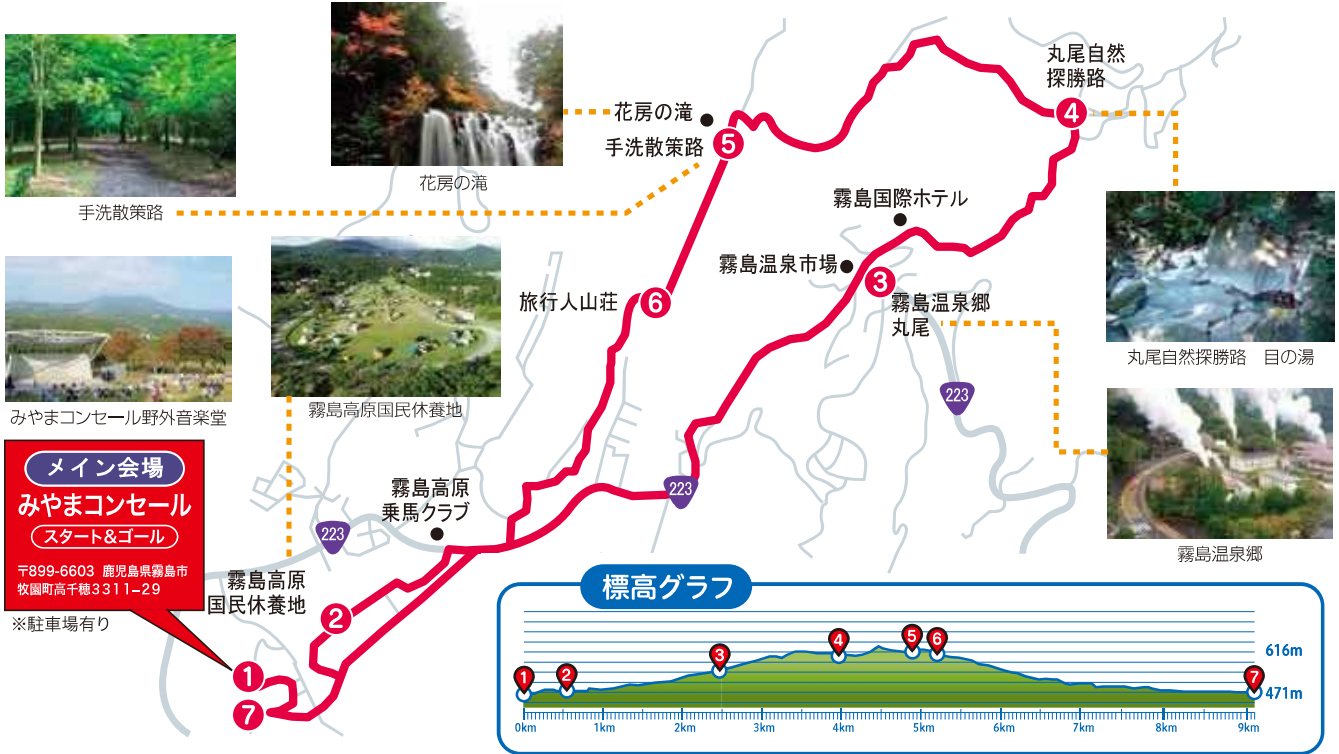 手洗散策路
花房の滝
花房の滝
手洗散策路
5
丸尾自然
探勝路
4
丸尾自然探勝路　目の湯
霧島国際ホテル
霧島温泉市場
3
霧島温泉郷
丸尾
223
霧島温泉郷
旅行人山荘
6
みやまコンセール野外音楽堂
霧島高原国民休養地
メイン会場
みやまコンセール
スタート&ゴール
〒899-6603 鹿児島県霧島市
牧園町高千穂3311-29
※駐車場有り
霧島高原
乗馬クラブ
223
223
霧島高原
国民休養地
2
1
7
標高グラフ
1
2
3
4
5
6
7
616m
471m
0km
1km
2km
3km
4km
5km
6km
7km
8km
9km